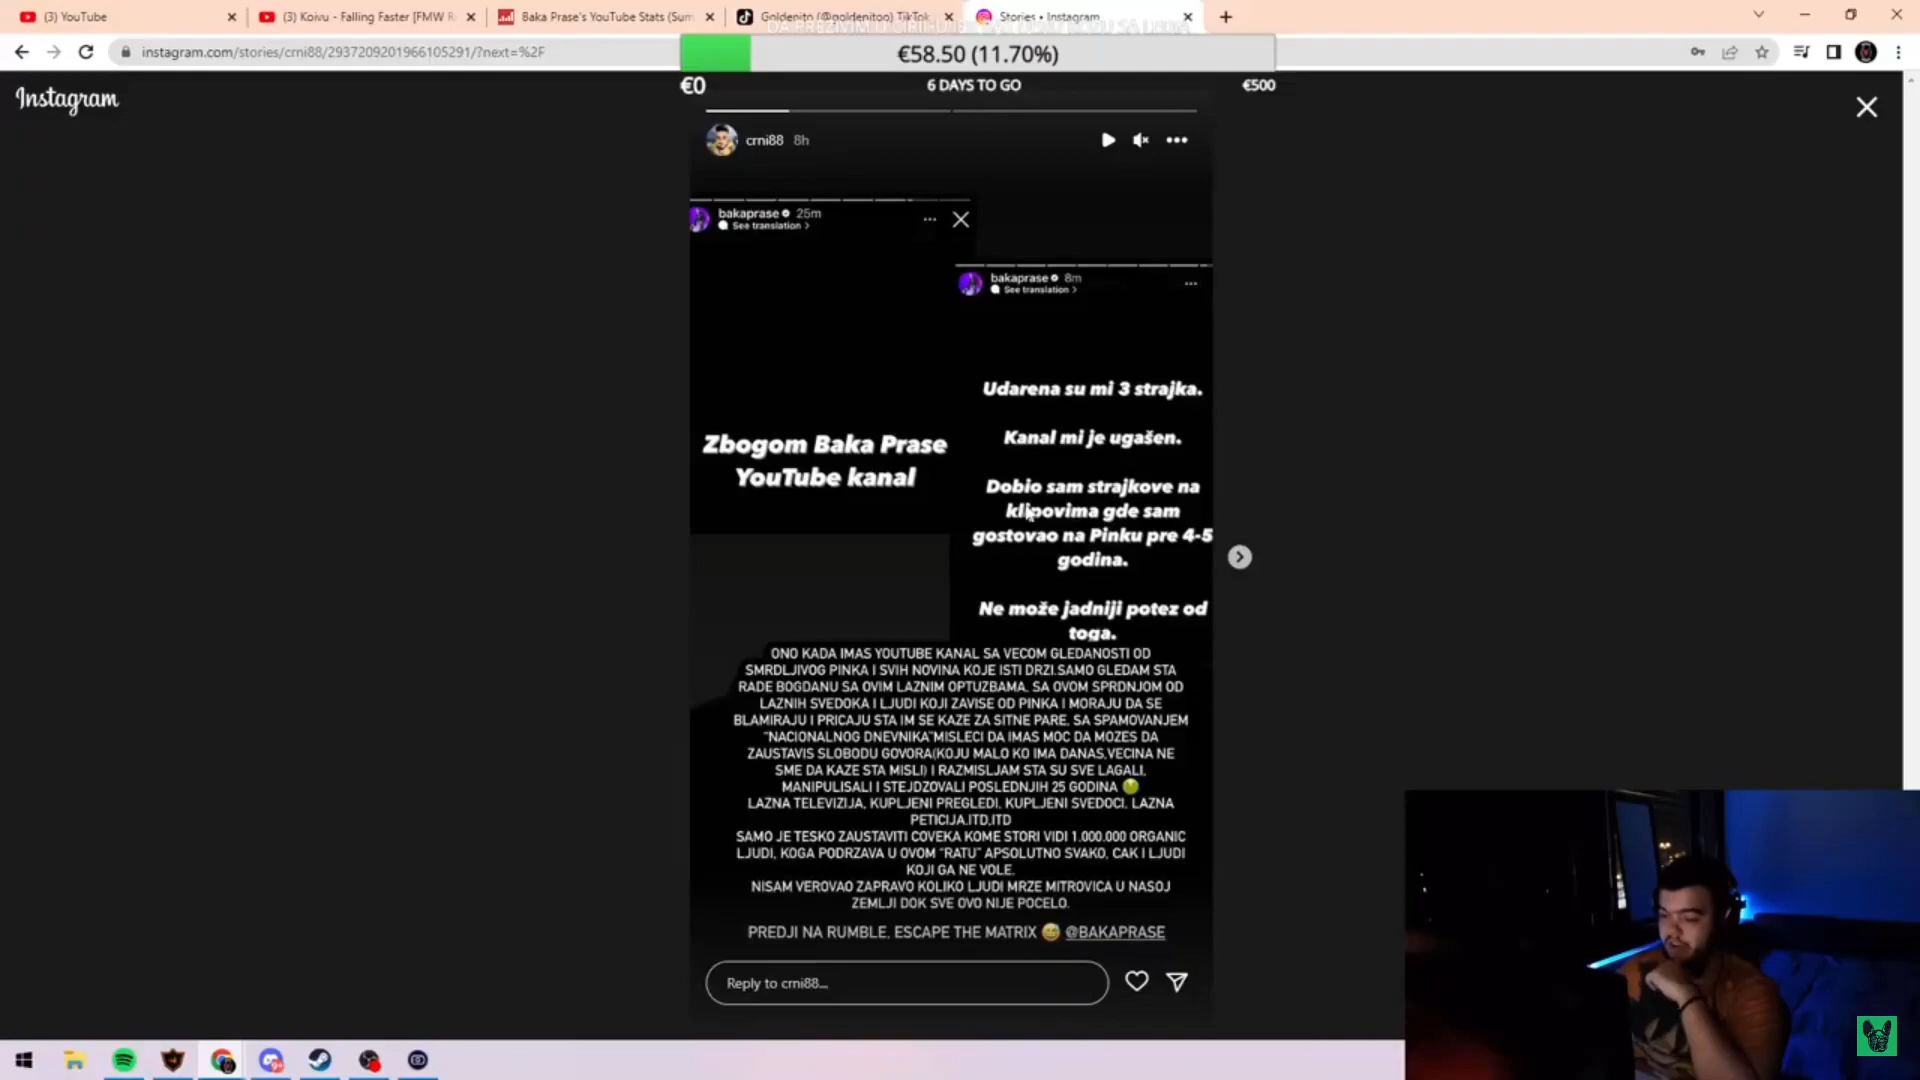 (3) YouTube
(3) Koivu - Falling Faster [FMW R
Baka Prase's YouTube Stats (Sum
Goldenito (@goldenitoo) TikTok
Stories • Instagram
instagram.com/stories/crni88/2937209201966105291/?next=%2F
€58.50 (11.70%)
€0
6 DAYS TO GO
€500
Instagram
crni88 8h
bakaprase 25m
See translation >
bakaprase 8m
See translation >
Zbogom Baka Prase
YouTube kanal
Udarena su mi 3 strajka.
Kanal mi je ugašen.
Dobio sam strajkove na
klipovima gde sam
gostovao na Pinku pre 4-5
godina.
Ne može jadniji potez od
toga.
ONO KADA IMAS YOUTUBE KANAL SA VECOM GLEDANOSTI OD
SMRDLJIVOG PINKA I SVIH NOVINA KOJE ISTI DRZI.SAMO GLEDAM STA
RADE BOGDANU SA OVIM LAZNIM OPTUZBAMA, SA OVOM SPRDNJOM OD
LAZNIH SVEDOKA I LJUDI KOJI ZAVISE OD PINKA I MORAJU DA SE
BLAMIRAJU I PRICAJU STA IM SE KAZE ZA SITNE PARE, SA SPAMOVANJEM
"NACIONALNOG DNEVNIKA"MISLECI DA IMAS MOC DA MOZES DA
ZAUSTAVIS SLOBODU GOVORA(KOJU MALO KO IMA DANAS,VECINA NE
SME DA KAZE STA MISLI) I RAZMISLJAM STA SU SVE LAGALI,
MANIPULISALI I STEJDZOVALI POSLEDNJIH 25 GODINA 🤢
LAZNA TELEVIZIJA, KUPLJENI PREGLEDI, KUPLJENI SVEDOCI, LAZNA
PETICIJA.ITD,ITD
SAMO JE TESKO ZAUSTAVITI COVEKA KOME STORI VIDI 1.000.000 ORGANIC
LJUDI, KOGA PODRZAVA U OVOM "RATU" APSOLUTNO SVAKO, CAK I LJUDI
KOJI GA NE VOLE.
NISAM VEROVAO ZAPRAVO KOLIKO LJUDI MRZE MITROVICA U NASOJ
ZEMLJI DOK SVE OVO NIJE POCELO.
PREDJI NA RUMBLE, ESCAPE THE MATRIX 😅 @BAKAPRASE
Reply to crni88...